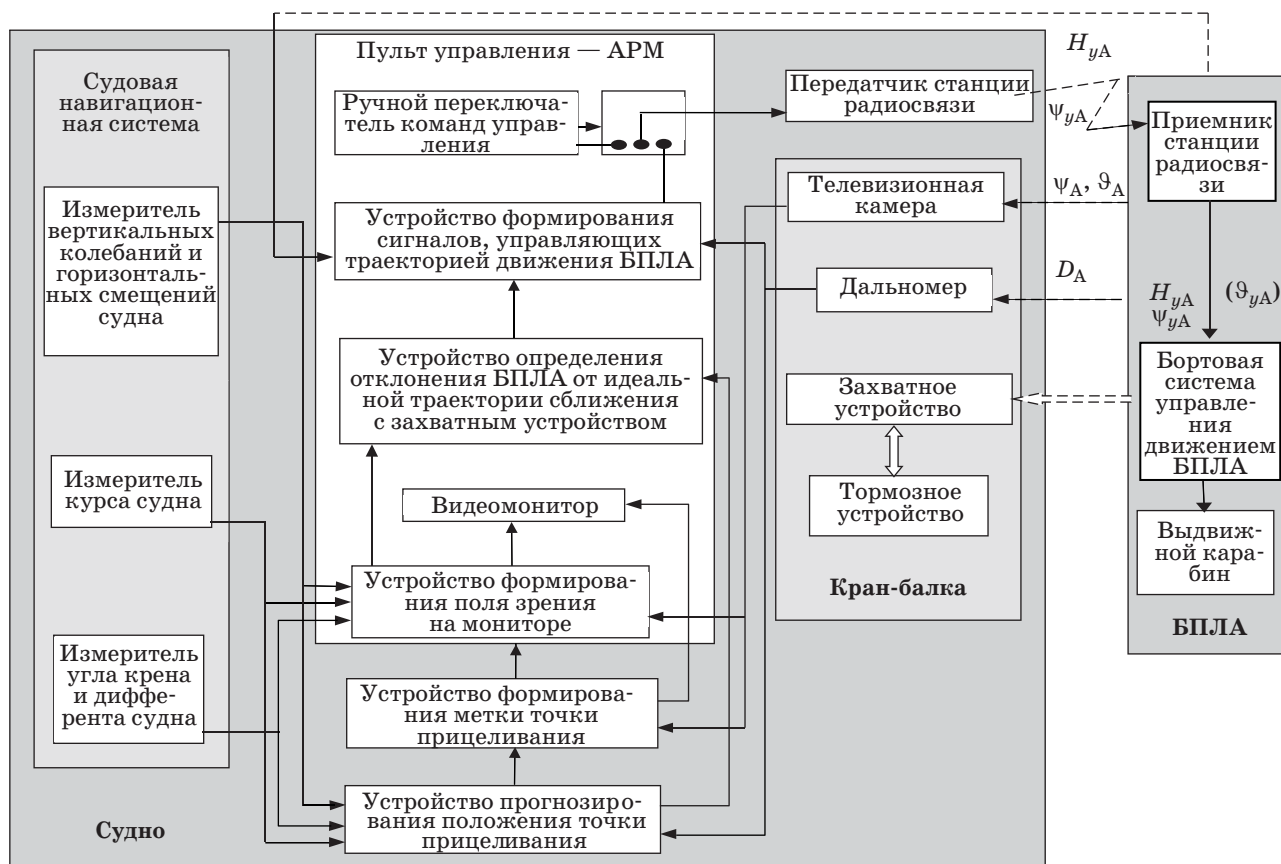 Судовая
навигацион-
ная система
Измеритель
вертикальных
колебаний и
горизонталь-
ных смещений
судна
Измеритель
курса судна
Измеритель
угла крена
и диффе-
рента судна
Судно
Пульт управления — АРМ
Ручной переключа-
тель команд управ-
ления
Устройство формирования
сигналов, управляющих
траекторией движения БПЛА
Устройство определения
отклонения БПЛА от идеаль-
ной траектории сближения
с захватным устройством
Видеомонитор
Устройство формирова-
ния поля зрения
на мониторе
Устройство формирова-
ния метки точки
прицеливания
Устройство прогнозиро-
вания положения точки
прицеливания
Передатчик станции
радиосвязи
Телевизионная
камера
Дальномер
Захватное
устройство
Тормозное
устройство
Кран-балка
H_yA
ψ_yA
ψ_A, ϑ_A
D_A
Приемник
станции
радиосвя-
зи
H_yA (ϑ_yA)
ψ_yA
Бортовая
система
управле-
ния
движением
БПЛА
Выдвиж-
ной кара-
бин
БПЛА